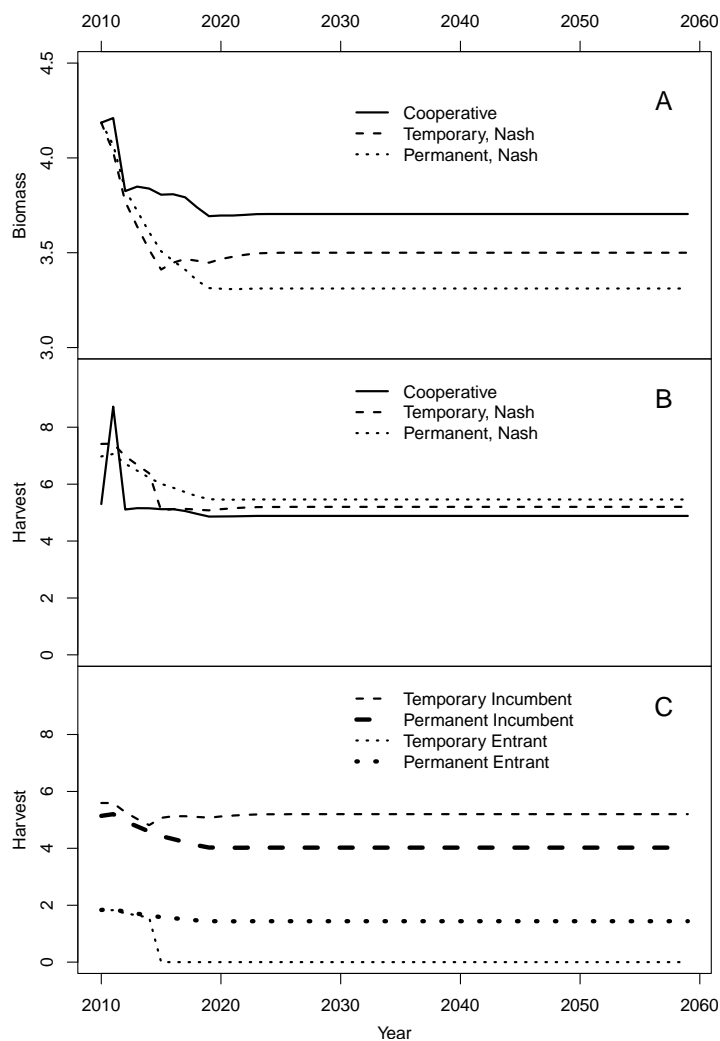 2010 2020 2030 2040 2050 2060
3.0 3.5 4.0 4.5
Biomass
A
Cooperative
Temporary, Nash
Permanent, Nash
0 2 4 6 8
Harvest
B
Cooperative
Temporary, Nash
Permanent, Nash
0 2 4 6 8
Harvest
C
Temporary Incumbent
Permanent Incumbent
Temporary Entrant
Permanent Entrant
2010 2020 2030 2040 2050 2060
Year